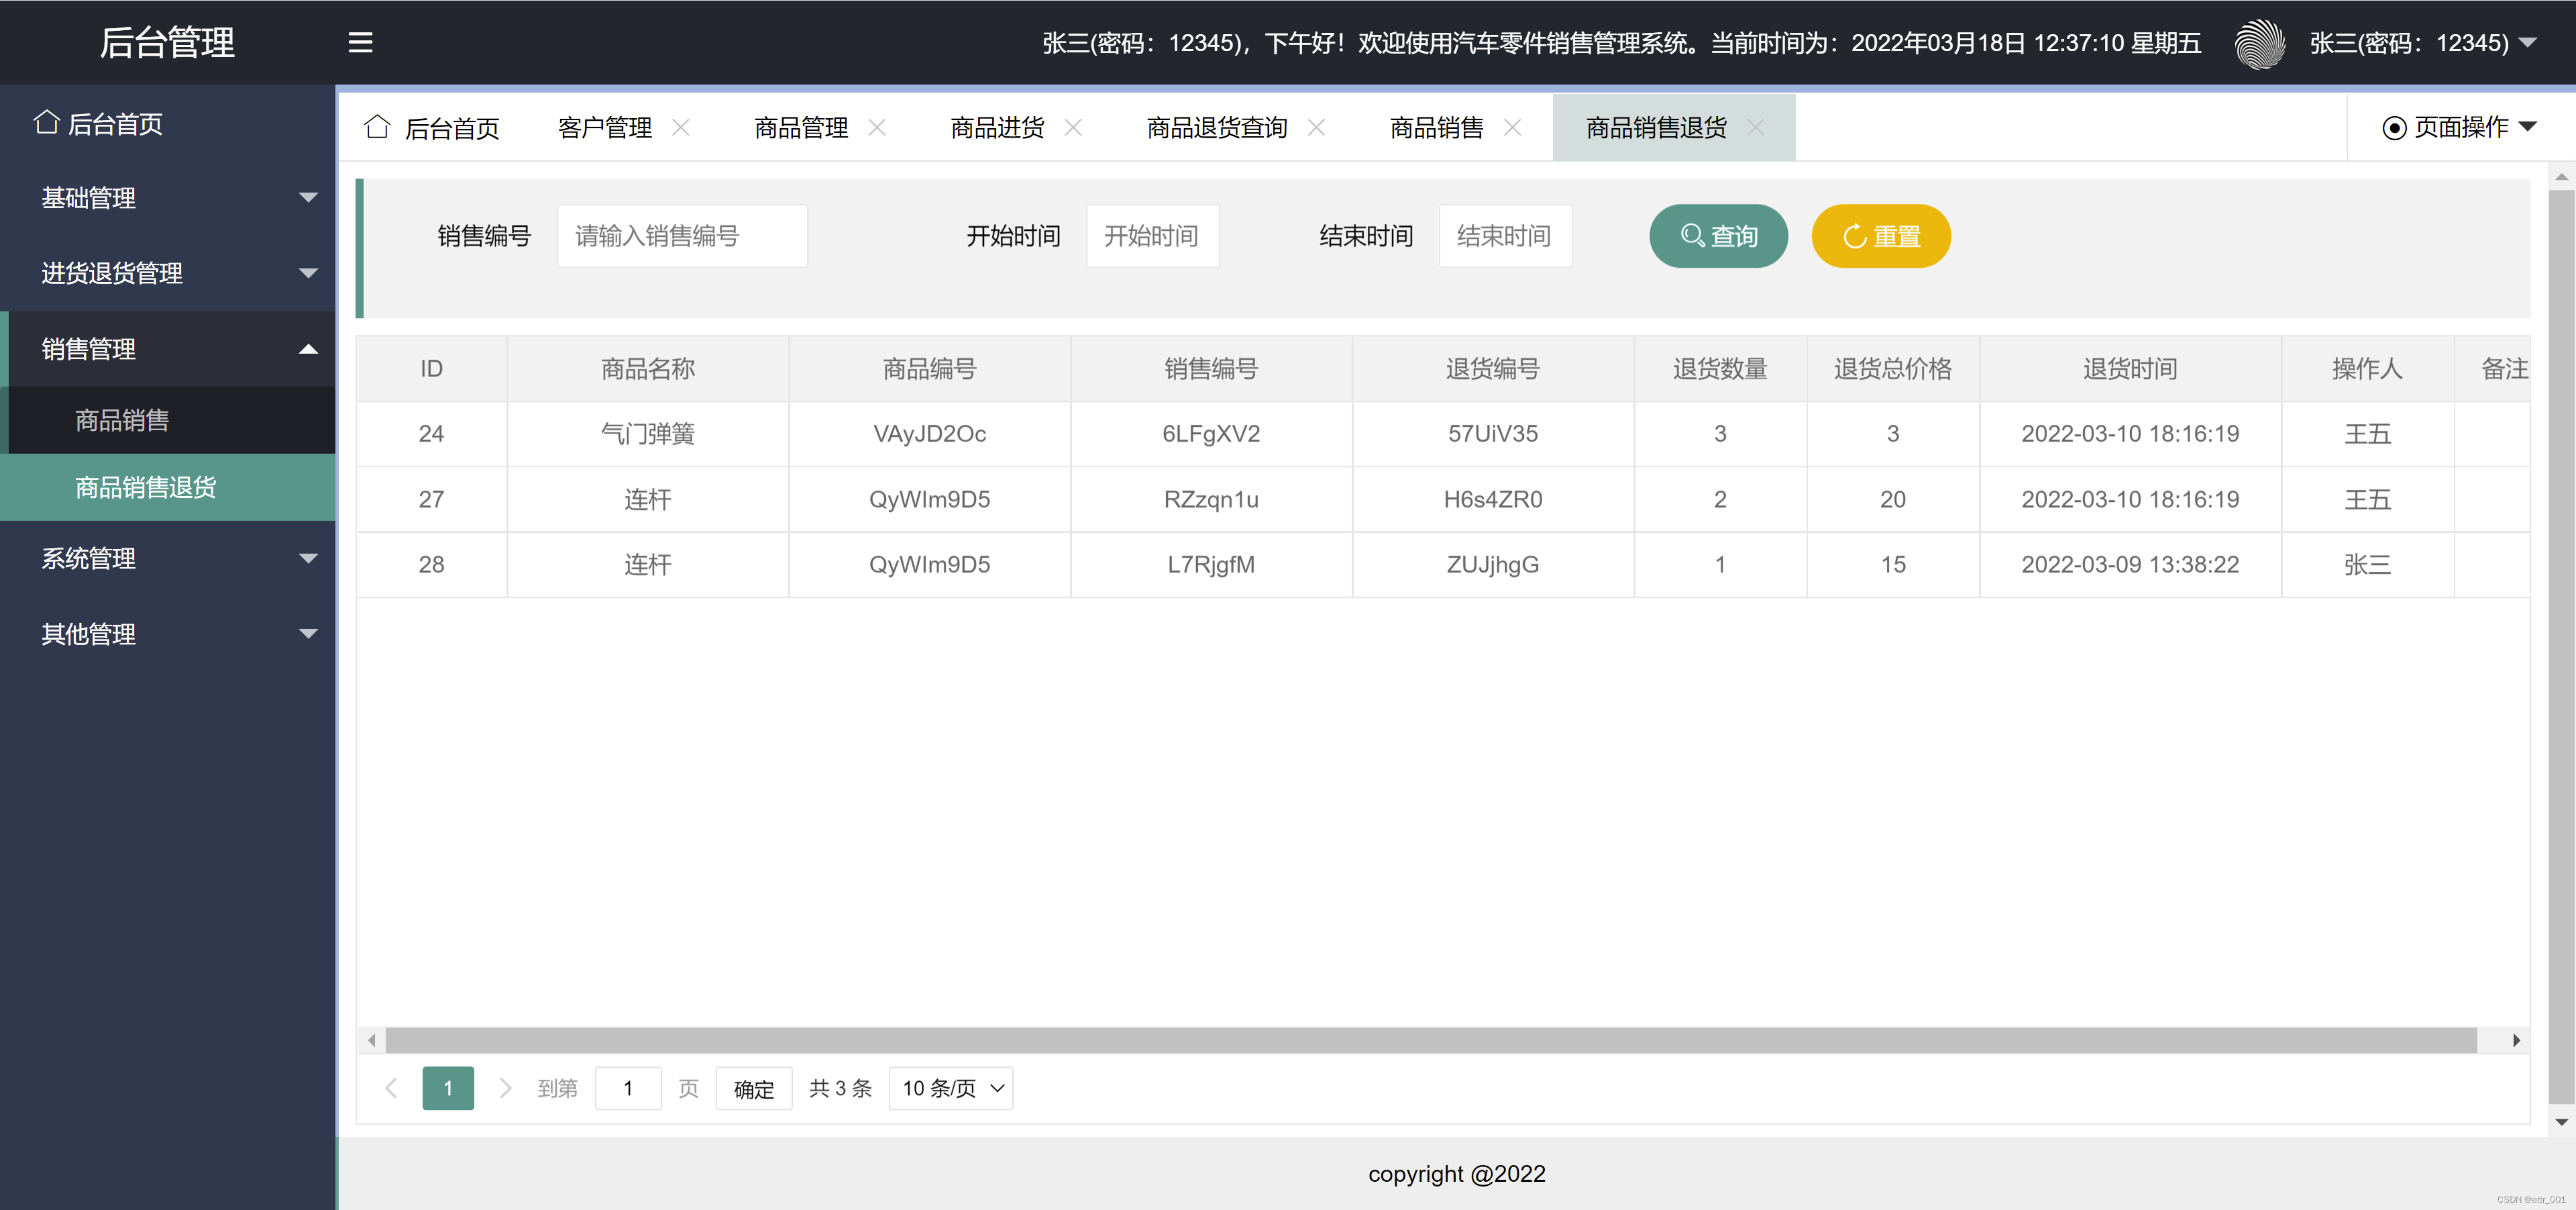 后台管理
张三(密码：12345)，下午好！欢迎使用汽车零件销售管理系统。当前时间为：2022年03月18日 12:37:10 星期五 张三(密码：12345)
后台首页
基础管理
进货退货管理
销售管理
商品销售
商品销售退货
系统管理
其他管理
后台首页 客户管理 商品管理 商品进货 商品退货查询 商品销售 商品销售退货 页面操作
销售编号 请输入销售编号 开始时间 开始时间 结束时间 结束时间 查询 重置
ID 商品名称 商品编号 销售编号 退货编号 退货数量 退货总价格 退货时间 操作人 备注
24 气门弹簧 VAyJD2Oc 6LFgXV2 57UiV35 3 3 2022-03-10 18:16:19 王五
27 连杆 QyWIm9D5 RZzqn1u H6s4ZR0 2 20 2022-03-10 18:16:19 王五
28 连杆 QyWIm9D5 L7RjgfM ZUJjhgG 1 15 2022-03-09 13:38:22 张三
1 到第 1 页 确定 共 3 条 10 条/页
copyright @2022
CSDN @attr_001